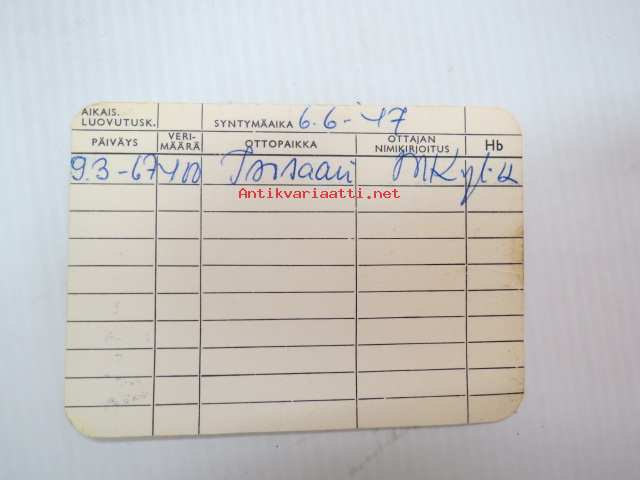 AIKAIS. LUOVUTUSK. SYNTYMÄAIKA 6.6-47
PÄIVÄYS VERI- MÄÄRÄ OTTOPAIKKA OTTAJAN NIMIKIRJOITUS Hb
9.3-67 400
Antikvariaatti.net